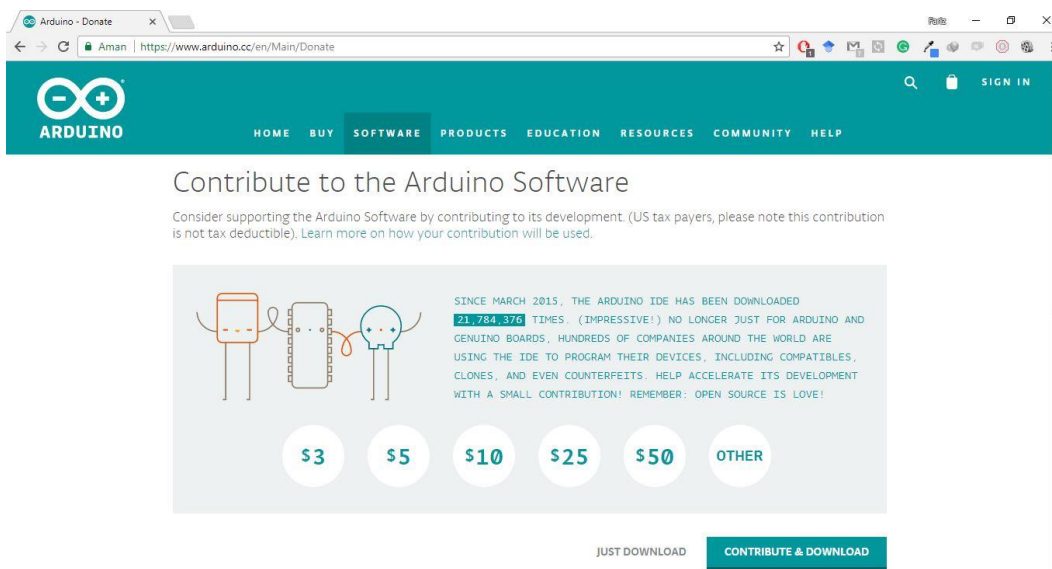 Arduino - Donate
Aman https://www.arduino.cc/en/Main/Donate
SIGN IN
ARDUINO
HOME BUY SOFTWARE PRODUCTS EDUCATION RESOURCES COMMUNITY HELP
Contribute to the Arduino Software
Consider supporting the Arduino Software by contributing to its development. (US tax payers, please note this contribution
is not tax deductible). Learn more on how your contribution will be used.
SINCE MARCH 2015, THE ARDUINO IDE HAS BEEN DOWNLOADED
21,784,376 TIMES. (IMPRESSIVE!) NO LONGER JUST FOR ARDUINO AND
GENUINO BOARDS, HUNDREDS OF COMPANIES AROUND THE WORLD ARE
USING THE IDE TO PROGRAM THEIR DEVICES, INCLUDING COMPATIBLES,
CLONES, AND EVEN COUNTERFEITS. HELP ACCELERATE ITS DEVELOPMENT
WITH A SMALL CONTRIBUTION! REMEMBER: OPEN SOURCE IS LOVE!
$3 $5 $10 $25 $50 OTHER
JUST DOWNLOAD CONTRIBUTE & DOWNLOAD